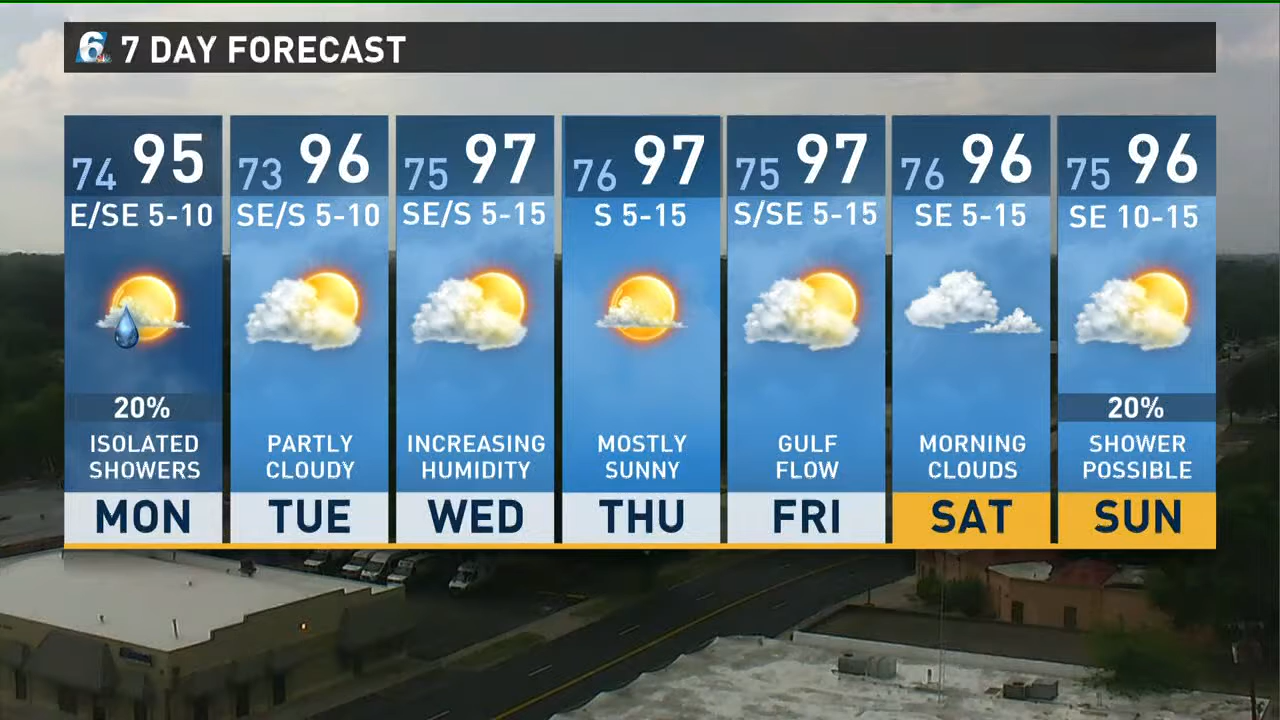 6 7 DAY FORECAST
74 95
E/SE 5-10
20%
ISOLATED
SHOWERS
MON
73 96
SE/S 5-10
PARTLY
CLOUDY
TUE
75 97
SE/S 5-15
INCREASING
HUMIDITY
WED
76 97
S 5-15
MOSTLY
SUNNY
THU
75 97
S/SE 5-15
GULF
FLOW
FRI
76 96
SE 5-15
MORNING
CLOUDS
SAT
75 96
SE 10-15
20%
SHOWER
POSSIBLE
SUN